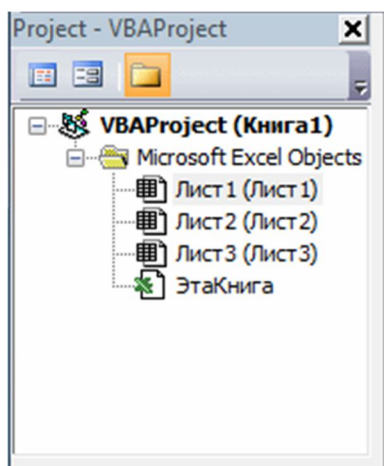 Project - VBAProject
VBAProject (Книга1)
Microsoft Excel Objects
Лист1 (Лист1)
Лист2 (Лист2)
Лист3 (Лист3)
ЭтаКнига